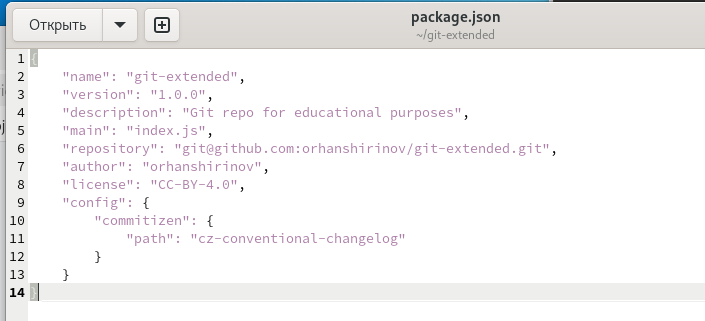 Открыть
package.json
~/git-extended
1 {
2 "name": "git-extended",
3 "version": "1.0.0",
4 "description": "Git repo for educational purposes",
5 "main": "index.js",
6 "repository": "git@github.com:orhanshirinov/git-extended.git",
7 "author": "orhanshirinov",
8 "license": "CC-BY-4.0",
9 "config": {
10 "commitizen": {
11 "path": "cz-conventional-changelog"
12 }
13 }
14 }